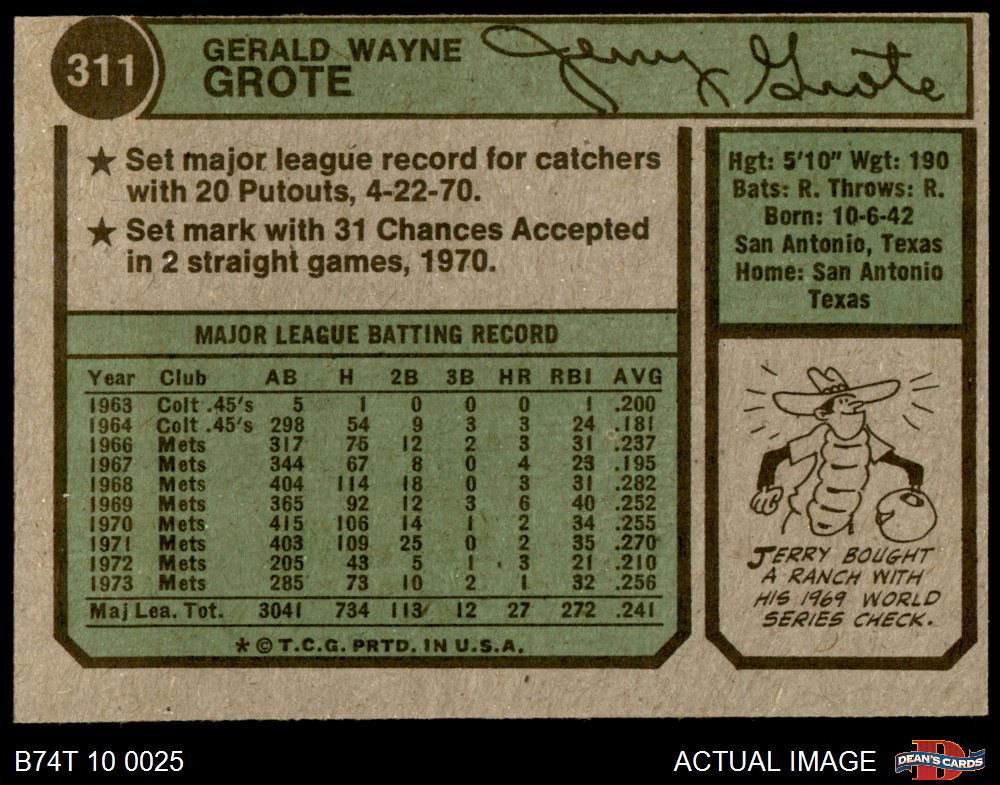 311
GERALD WAYNE
GROTE
Jerry Grote
★ Set major league record for catchers
with 20 Putouts, 4-22-70.
★ Set mark with 31 Chances Accepted
in 2 straight games, 1970.
Hgt: 5'10" Wgt: 190
Bats: R. Throws: R.
Born: 10-6-42
San Antonio, Texas
Home: San Antonio
Texas
MAJOR LEAGUE BATTING RECORD
Year Club AB H 2B 3B HR RBI AVG
1963 Colt .45's 5 1 0 0 0 1 .200
1964 Colt .45's 298 54 9 3 3 24 .181
1966 Mets 317 75 12 2 3 31 .237
1967 Mets 344 67 8 0 4 23 .195
1968 Mets 404 114 18 0 3 31 .282
1969 Mets 365 92 12 3 6 40 .252
1970 Mets 415 106 14 1 2 34 .255
1971 Mets 403 109 25 0 2 35 .270
1972 Mets 205 43 5 1 3 21 .210
1973 Mets 285 73 10 2 1 32 .256
Maj Lea. Tot. 3041 734 113 12 27 272 .241
* © T.C.G. PRTD. IN U.S.A.
JERRY BOUGHT
A RANCH WITH
HIS 1969 WORLD
SERIES CHECK.
B74T 10 0025
ACTUAL IMAGE
D
DEAN'S CARDS